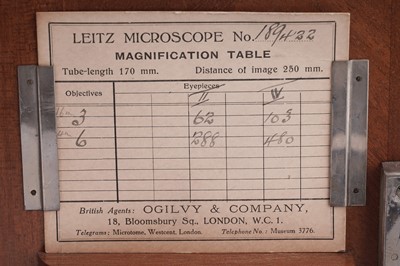 LEITZ MICROSCOPE No. 189422
MAGNIFICATION TABLE
Tube-length 170 mm. Distance of image 250 mm.
Objectives Eyepieces
II IV
3 62 103
6 288 480
British Agents: OGILVY & COMPANY,
18, Bloomsbury Sq., LONDON, W.C. 1.
Telegrams: Microtome, Westcent, London. Telephone No.: Museum 3776.